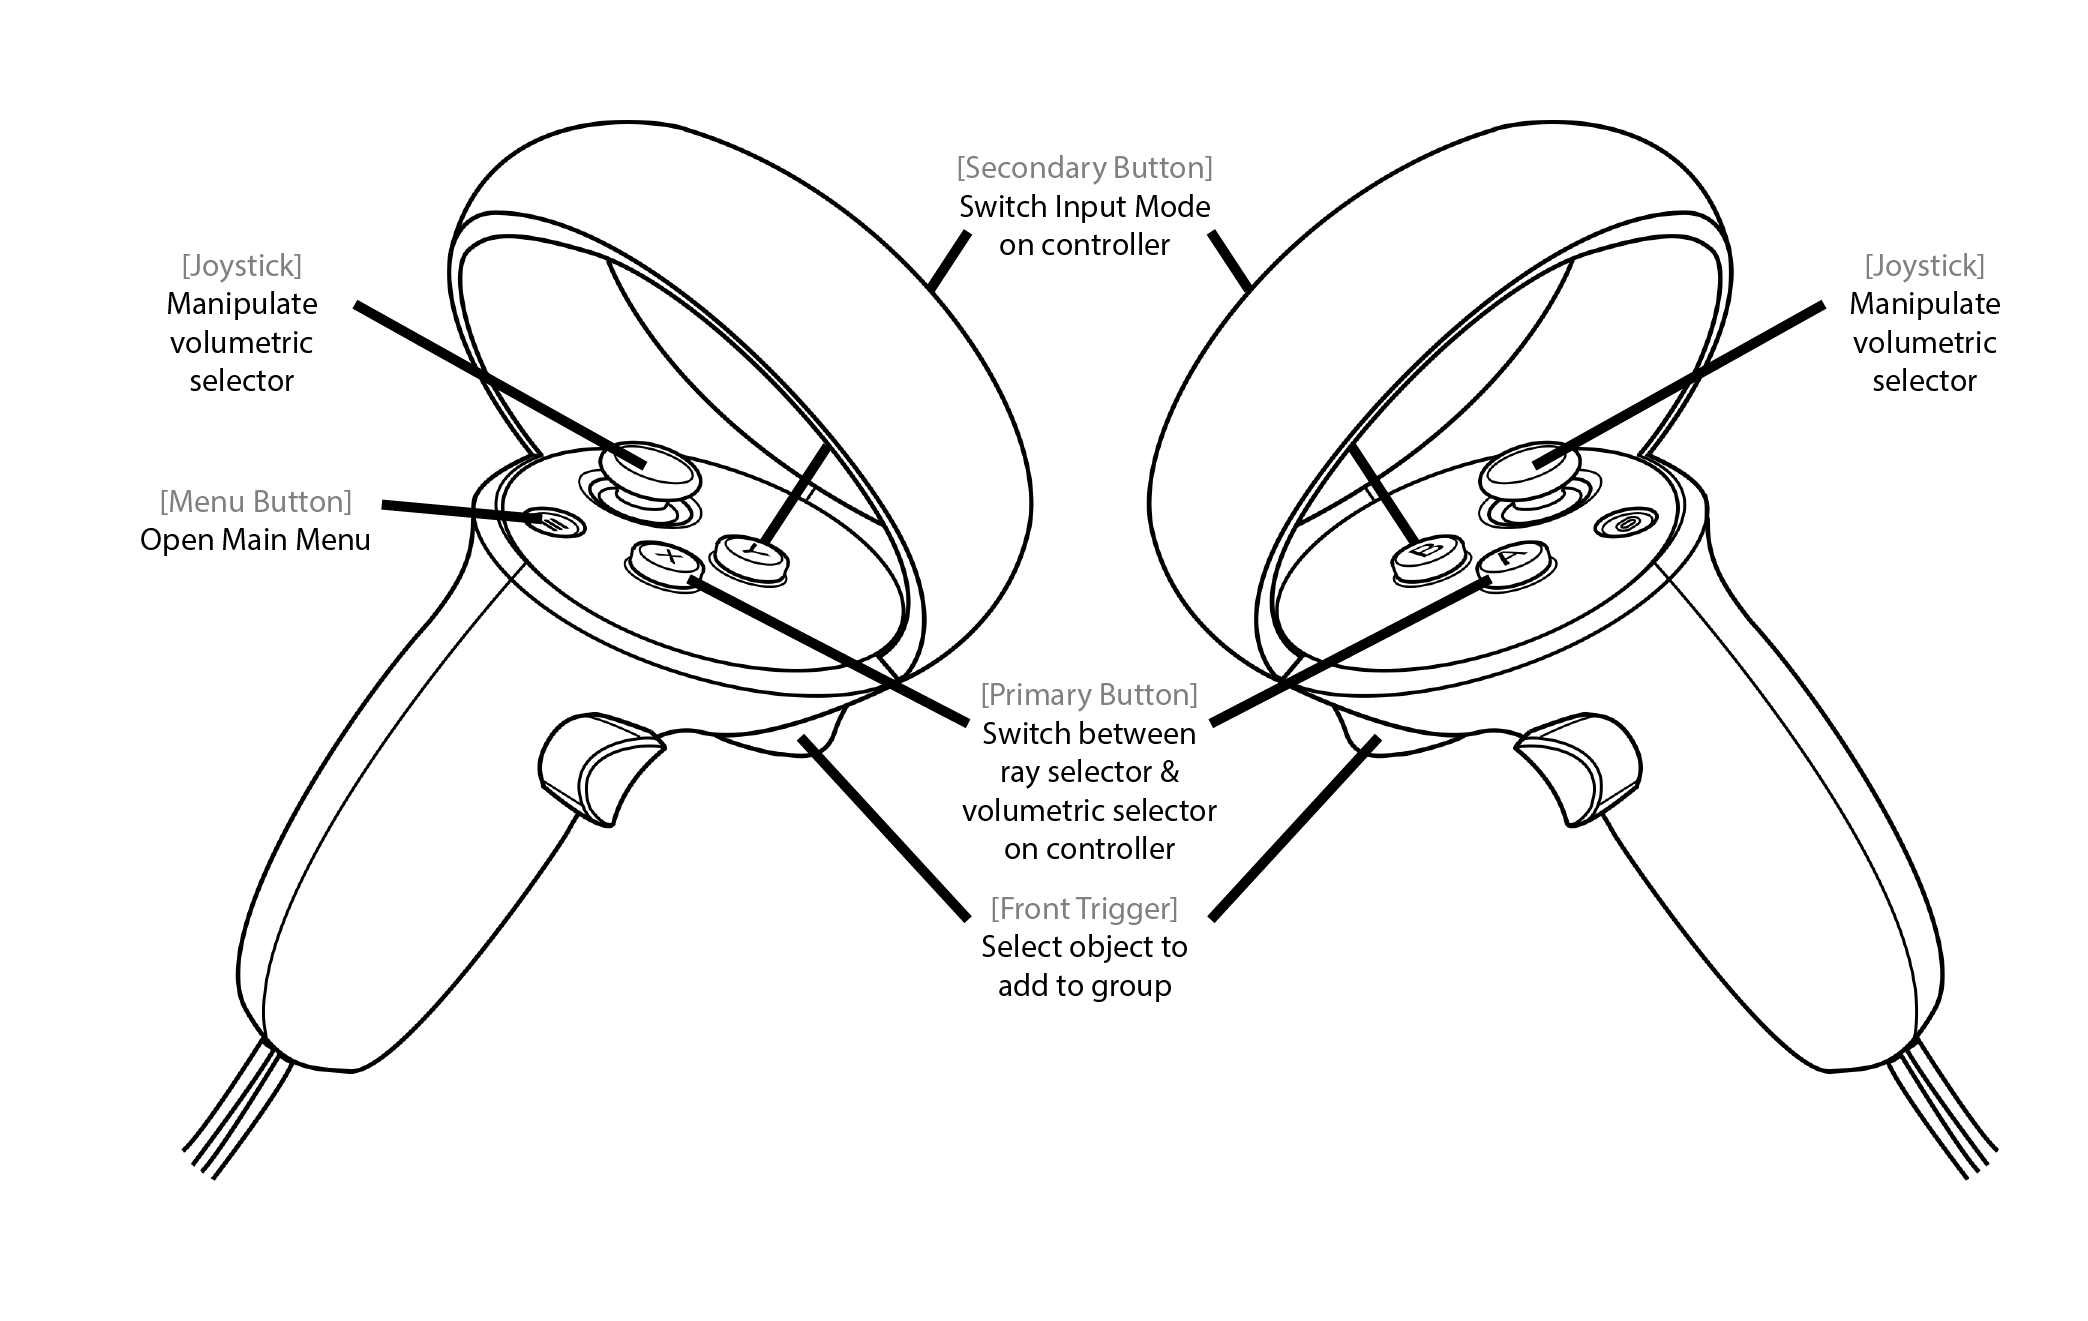 [Secondary Button]
Switch Input Mode
on controller
[Joystick]
Manipulate
volumetric
selector
[Joystick]
Manipulate
volumetric
selector
[Menu Button]
Open Main Menu
X
Y
B
A
[Primary Button]
Switch between
ray selector &
volumetric selector
on controller
[Front Trigger]
Select object to
add to group